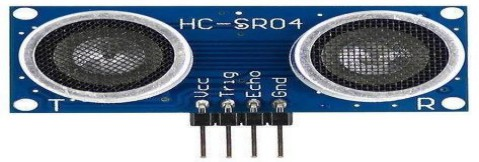 HC-SR04
Vcc
Trig
Echo
Gnd
T
R